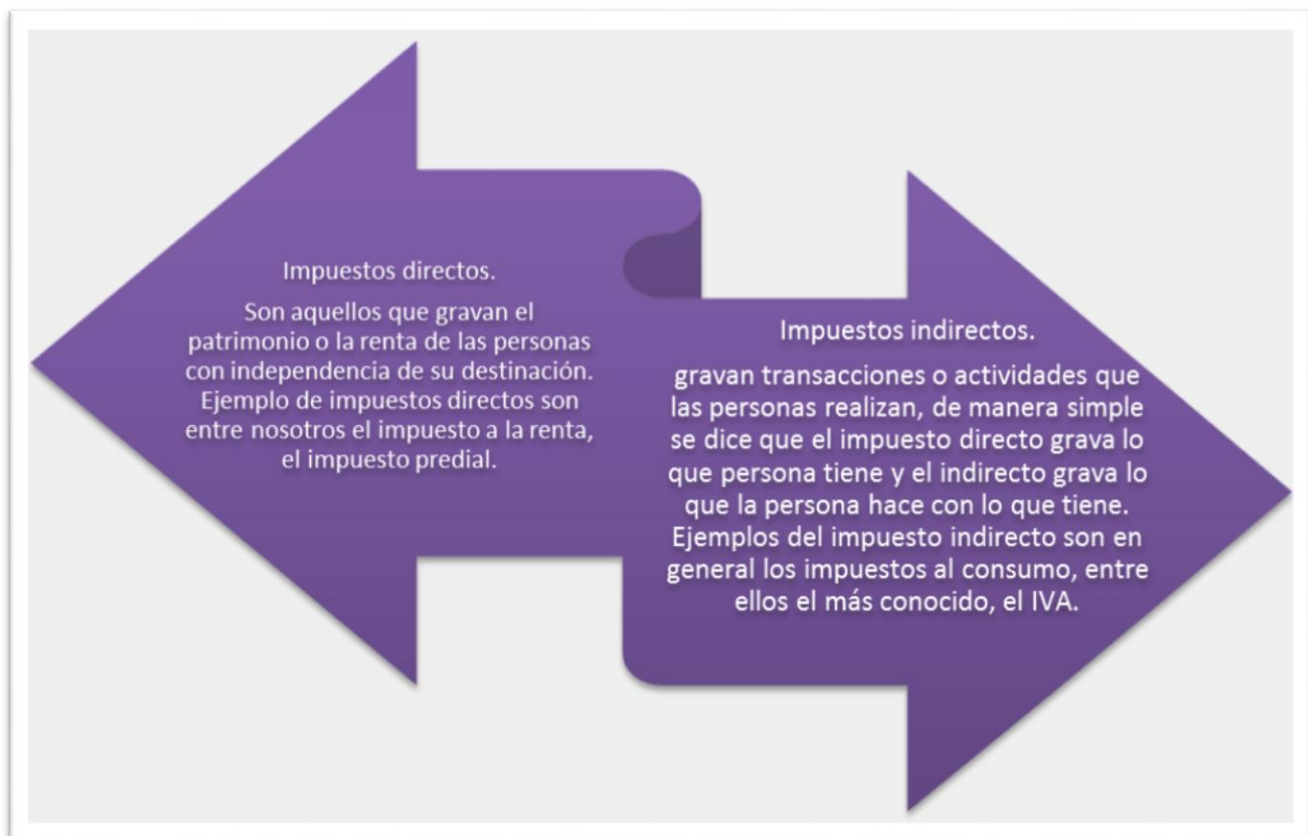 Impuestos directos.
Son aquellos que gravan el
patrimonio o la renta de las personas
con independencia de su destinación.
Ejemplo de impuestos directos son
entre nosotros el impuesto a la renta,
el impuesto predial.
Impuestos indirectos.
gravan transacciones o actividades que
las personas realizan, de manera simple
se dice que el impuesto directo grava lo
que persona tiene y el indirecto grava lo
que la persona hace con lo que tiene.
Ejemplos del impuesto indirecto son en
general los impuestos al consumo, entre
ellos el más conocido, el IVA.